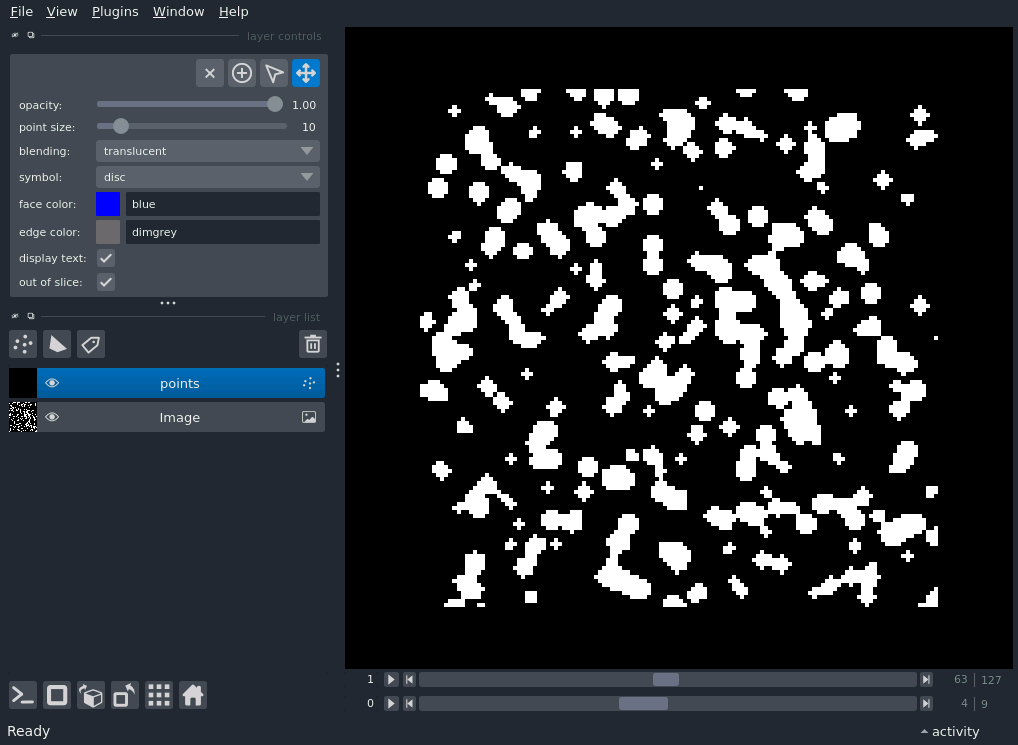 File View Plugins Window Help
layer controls
opacity: 1.00
point size: 10
blending: translucent
symbol: disc
face color: blue
edge color: dimgrey
display text:
out of slice:
layer list
points
Image
1 63 127
0 4 9
Ready activity